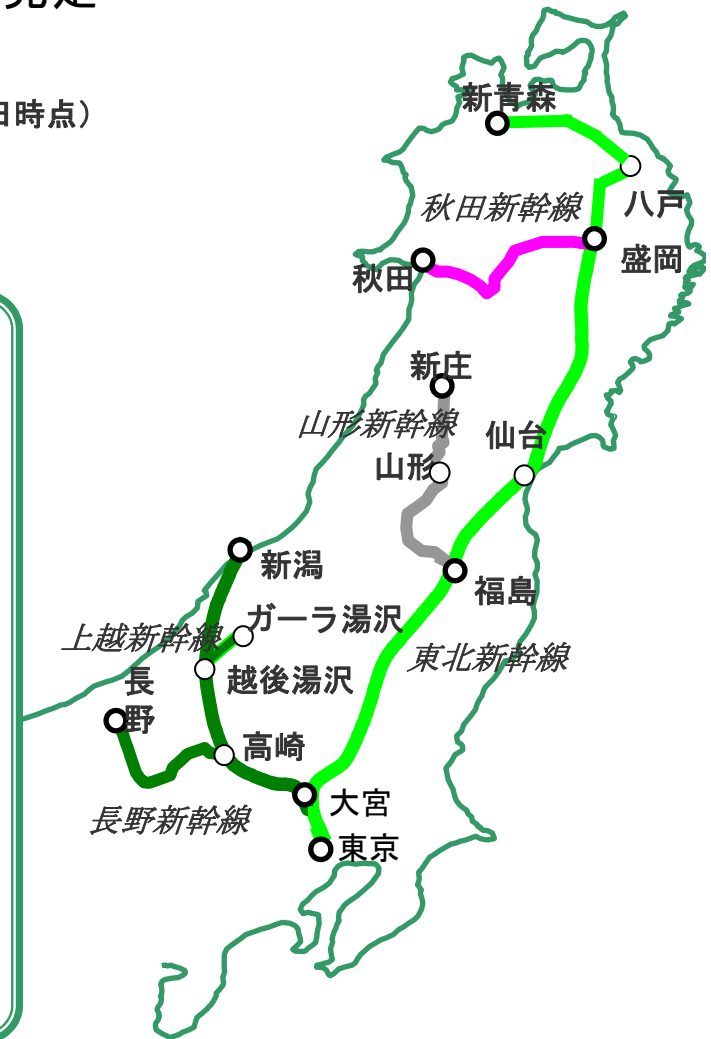 日時点）
新青森
秋田新幹線
八戸
盛岡
秋田
新庄
山形新幹線
仙台
山形
新潟
福島
ガーラ湯沢
上越新幹線
東北新幹線
越後湯沢
長
野
高崎
大宮
長野新幹線
東京